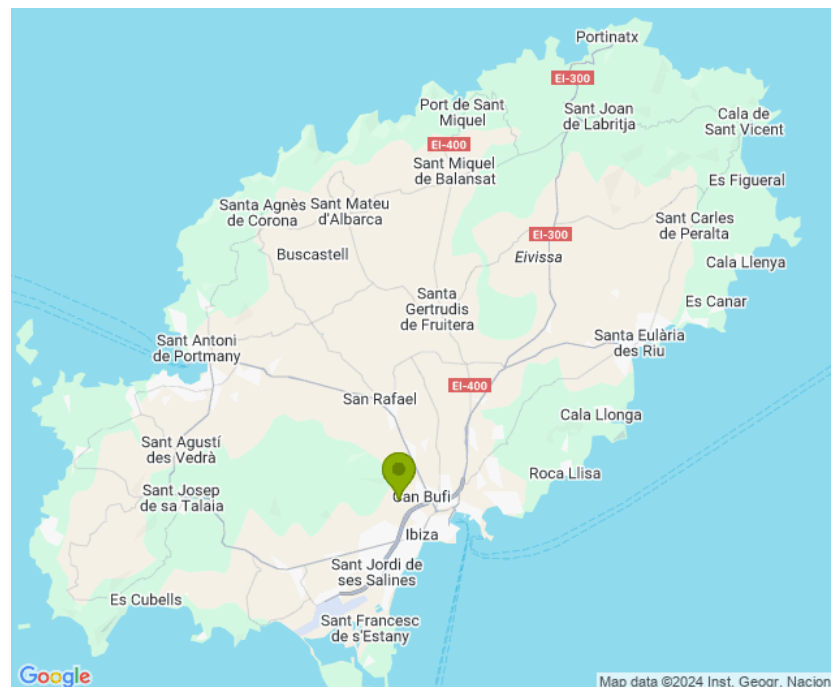 Portinatx
EI-300
Port de Sant
Miquel
Sant Joan
de Labritja
Cala de
Sant Vicent
EI-400
Sant Miquel
de Balansat
Es Figueral
Santa Agnès
de Corona
Sant Mateu
d'Albarca
Sant Carles
de Peralta
EI-300
Buscastell
Eivissa
Cala Llenya
Santa
Gertrudis
de Fruitera
Es Canar
Sant Antoni
de Portmany
Santa Eulària
des Riu
EI-400
San Rafael
Cala Llonga
Sant Agustí
des Vedrà
Roca Llisa
Sant Josep
de sa Talaia
Can Bufi
Ibiza
Sant Jordi de
ses Salines
Es Cubells
Sant Francesc
de s'Estany
Google
Map data ©2024 Inst. Geogr. Nacion